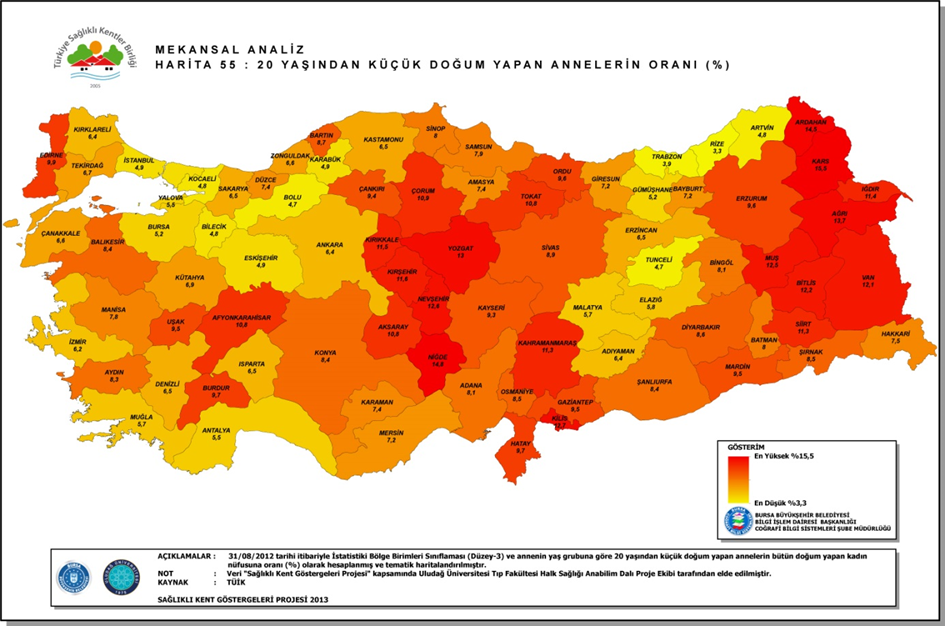 Türkiye Sağlıklı Kentler Birliği
2005
MEKANSAL ANALİZ
HARİTA 55 : 20 YAŞINDAN KÜÇÜK DOĞUM YAPAN ANNELERİN ORANI (%)
KIRKLARELİ
6,4
EDİRNE
9,9
TEKİRDAĞ
6,7
İSTANBUL
4,9
KOCAELİ
4,8
YALOVA
5,5
SAKARYA
6,5
DÜZCE
7,4
ZONGULDAK
6,6
BARTIN
8,7
KARABÜK
4,9
KASTAMONU
6,5
SİNOP
8
SAMSUN
7,9
BOLU
4,7
ÇANKIRI
9,4
ÇORUM
10,9
AMASYA
7,4
TOKAT
10,8
ORDU
9,6
GİRESUN
7,2
TRABZON
3,9
RİZE
3,3
ARTVİN
4,8
ARDAHAN
14,5
KARS
GÜMÜŞHANE
5,2
BAYBURT
7,2
ERZURUM
9,6
IĞDIR
11,4
AĞRI
13,7
ÇANAKKALE
6,6
BALIKESİR
8,4
BURSA
5,2
BİLECİK
4,8
ESKİŞEHİR
4,9
ANKARA
6,4
KIRIKKALE
11,5
YOZGAT
13
SİVAS
8,9
ERZİNCAN
6,5
TUNCELİ
4,7
BİNGÖL
8,1
MUŞ
12,5
BİTLİS
12,2
VAN
12,1
KÜTAHYA
6,9
KIRŞEHİR
11,6
NEVŞEHİR
12,6
KAYSERİ
9,3
MALATYA
5,7
ELAZIĞ
5,8
MANİSA
7,8
UŞAK
9,5
AFYONKARAHİSAR
10,6
AKSARAY
10,8
NİĞDE
14,8
KAHRAMANMARAŞ
11,3
ADIYAMAN
6,4
DİYARBAKIR
8,6
BATMAN
8
SİİRT
11,3
ŞIRNAK
8,5
HAKKARİ
7,5
İZMİR
6,2
AYDIN
8,3
DENİZLİ
6,5
ISPARTA
6,5
BURDUR
9,7
KONYA
8,4
KARAMAN
7,4
MERSİN
7,2
ADANA
8,1
OSMANİYE
8,5
GAZİANTEP
9,5
KİLİS
ŞANLIURFA
8,4
MARDİN
9,5
MUĞLA
5,7
ANTALYA
5,5
HATAY
9,7
GÖSTERİM
En Yüksek %15,5
En Düşük %3,3
BURSA BÜYÜKŞEHİR BELEDİYESİ
BİLGİ İŞLEM DAİRESİ BAŞKANLIĞI
COĞRAFİ BİLGİ SİSTEMLERİ ŞUBE MÜDÜRLÜĞÜ
AÇIKLAMALAR : 31/08/2012 tarihi itibariyle İstatistiki Bölge Birimleri Sınıflaması (Düzey-3) ve annenin yaş grubuna göre 20 yaşından küçük doğum yapan annelerin bütün doğum yapan kadın
nüfusuna oranı (%) olarak hesaplanmış ve tematik haritalandırılmıştır.
NOT : Veri "Sağlıklı Kent Göstergeleri Projesi" kapsamında Uludağ Üniversitesi Tıp Fakültesi Halk Sağlığı Anabilim Dalı Proje Ekibi tarafından elde edilmiştir.
KAYNAK : TÜİK
SAĞLIKLI KENT GÖSTERGELERİ PROJESİ 2013